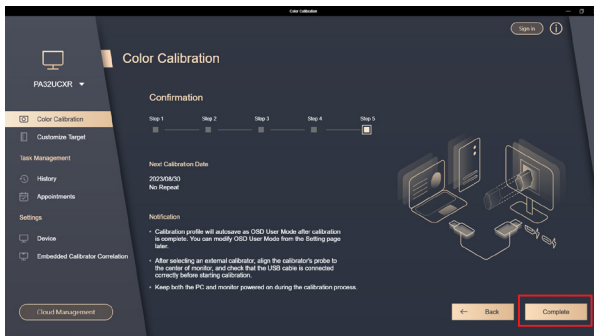 Color Calibration
Sign in
PA32UCXR
Color Calibration
Color Calibration
Customize Target
Task Management
History
Appointments
Settings
Device
Embedded Calibrator Correlation
Cloud Management
Confirmation
Step 1
Step 2
Step 3
Step 4
Step 5
Next Calibration Date
2023/08/30
No Repeat
Notification
• Calibration profile will autosave as OSD User Mode after calibration
is complete. You can modify OSD User Mode from the Setting page
later.
• After selecting an external calibrator, align the calibrator's probe to
the center of monitor, and check that the USB cable is connected
correctly before starting calibration.
• Keep both the PC and monitor powered on during the calibration process.
← Back
Complete